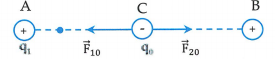 A C B
+ - +
q₁ F⃗₁₀ q₀ F⃗₂₀